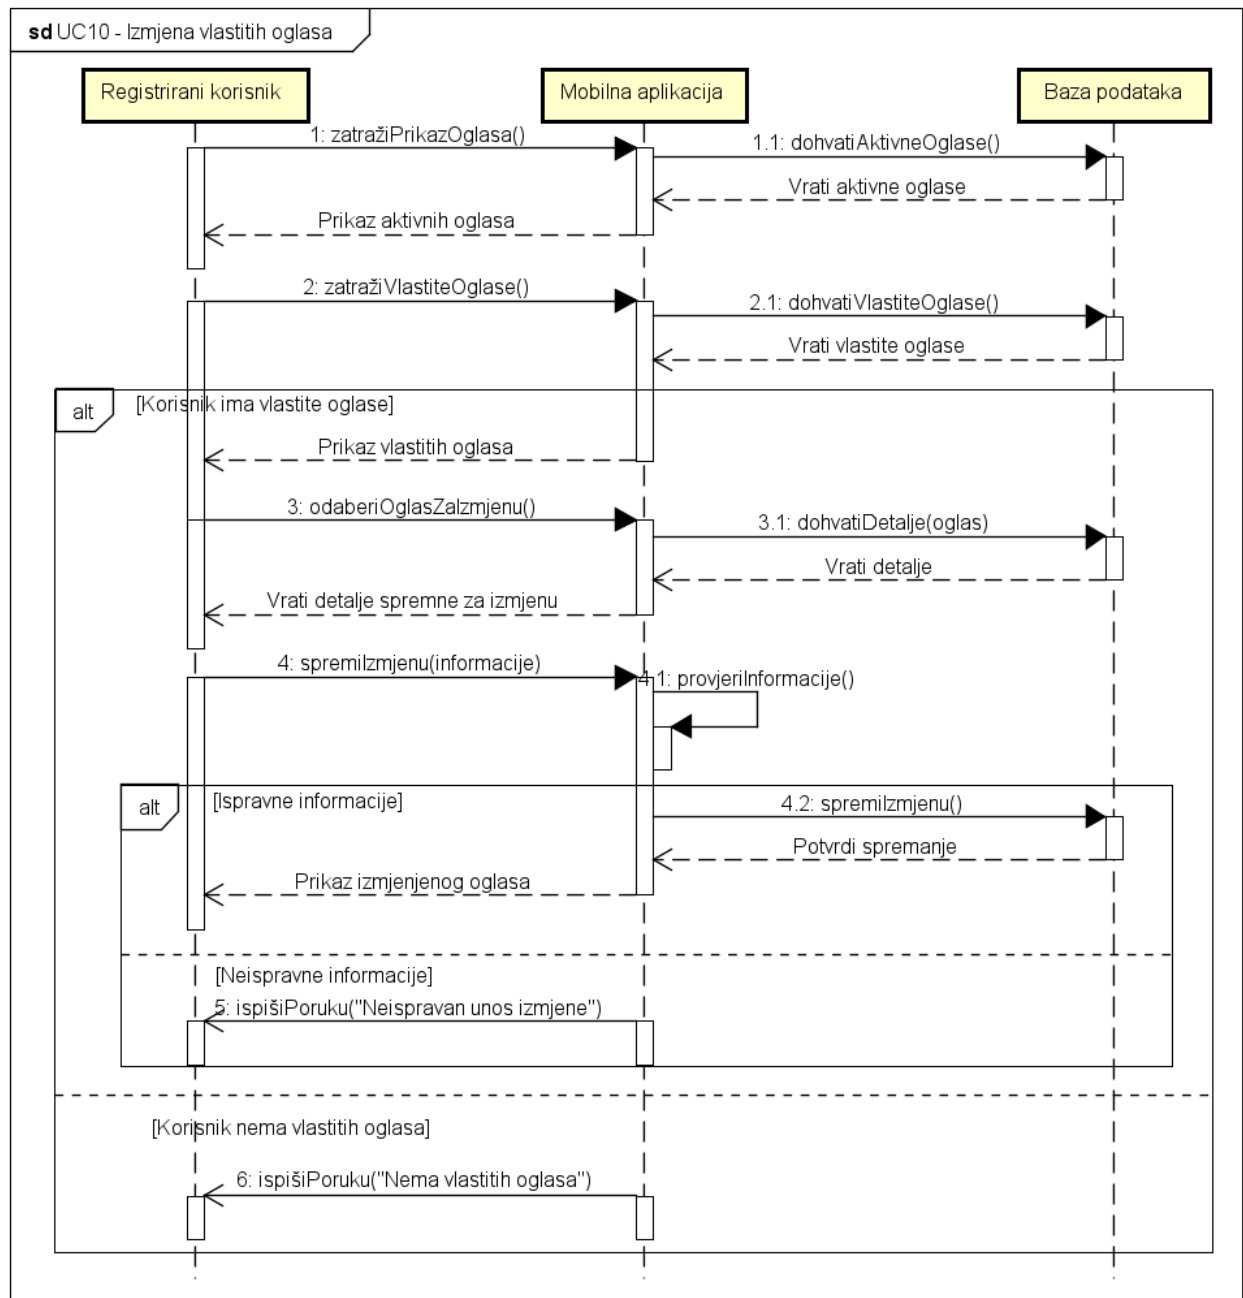 sd UC10 - Izmjena vlastitih oglasa
Registrirani korisnik
Mobilna aplikacija
Baza podataka
1: zatražiPrikazOglasa()
1.1: dohvatiAktivneOglase()
Vrati aktivne oglase
Prikaz aktivnih oglasa
2: zatražiVlastiteOglase()
2.1: dohvatiVlastiteOglase()
Vrati vlastite oglase
alt
[Korisnik ima vlastite oglase]
Prikaz vlastitih oglasa
3: odaberiOglasZaIzmjenu()
3.1: dohvatiDetalje(oglas)
Vrati detalje
Vrati detalje spremne za izmjenu
4: spremiIzmjenu(informacije)
4.1: provjeriInformacije()
alt
[Ispravne informacije]
4.2: spremiIzmjenu()
Potvrdi spremanje
Prikaz izmjenjenog oglasa
[Neispravne informacije]
5: ispišiPoruku("Neispravan unos izmjene")
[Korisnik nema vlastitih oglasa]
6: ispišiPoruku("Nema vlastitih oglasa")